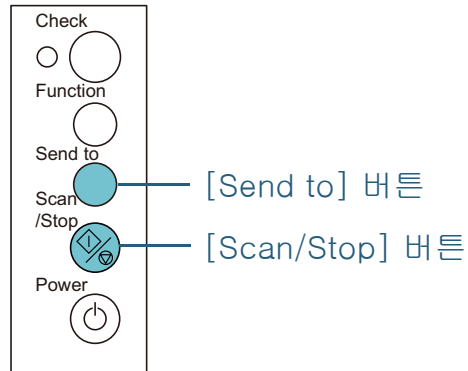 Check
Function
Send to
[Send to] 버튼
Scan
/Stop
[Scan/Stop] 버튼
Power